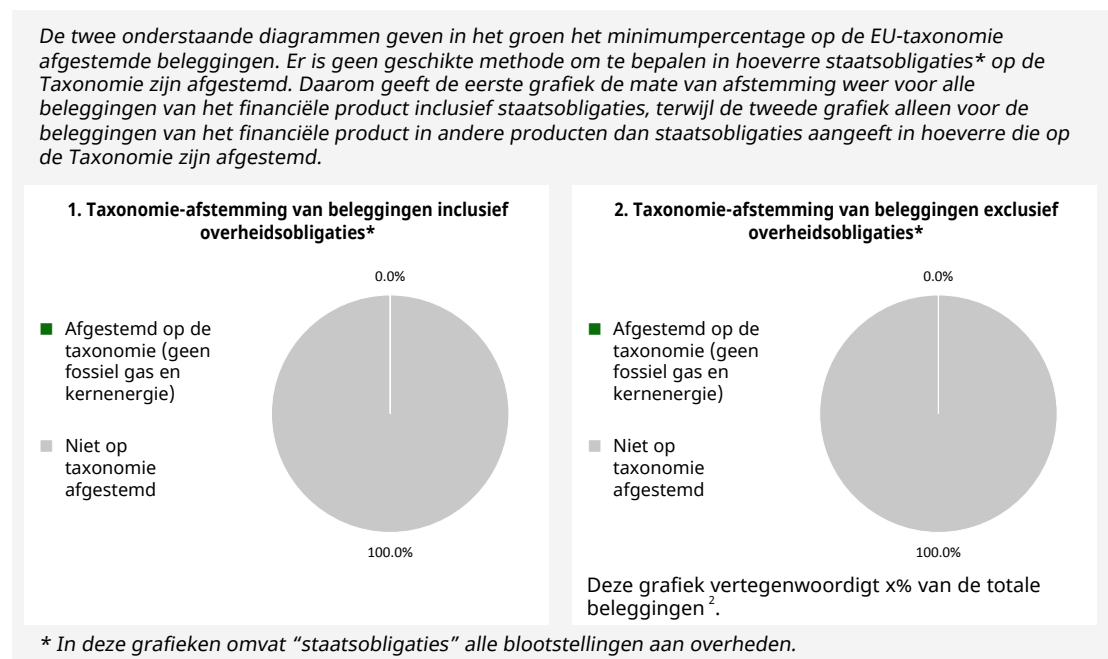 De twee onderstaande diagrammen geven in het groen het minimumpercentage op de EU-taxonomie
afgestemde beleggingen. Er is geen geschikte methode om te bepalen in hoeverre staatsobligaties* op de
Taxonomie zijn afgestemd. Daarom geeft de eerste grafiek de mate van afstemming weer voor alle
beleggingen van het financiële product inclusief staatsobligaties, terwijl de tweede grafiek alleen voor de
beleggingen van het financiële product in andere producten dan staatsobligaties aangeeft in hoeverre die op
de Taxonomie zijn afgestemd.
1. Taxonomie-afstemming van beleggingen inclusief
overheidsobligaties*
0.0%
Afgestemd op de
taxonomie (geen
fossiel gas en
kernenergie)
Niet op
taxonomie
afgestemd
100.0%
2. Taxonomie-afstemming van beleggingen exclusief
overheidsobligaties*
0.0%
Afgestemd op de
taxonomie (geen
fossiel gas en
kernenergie)
Niet op
taxonomie
afgestemd
100.0%
Deze grafiek vertegenwoordigt x% van de totale
beleggingen ².
* In deze grafieken omvat “staatsobligaties” alle blootstellingen aan overheden.